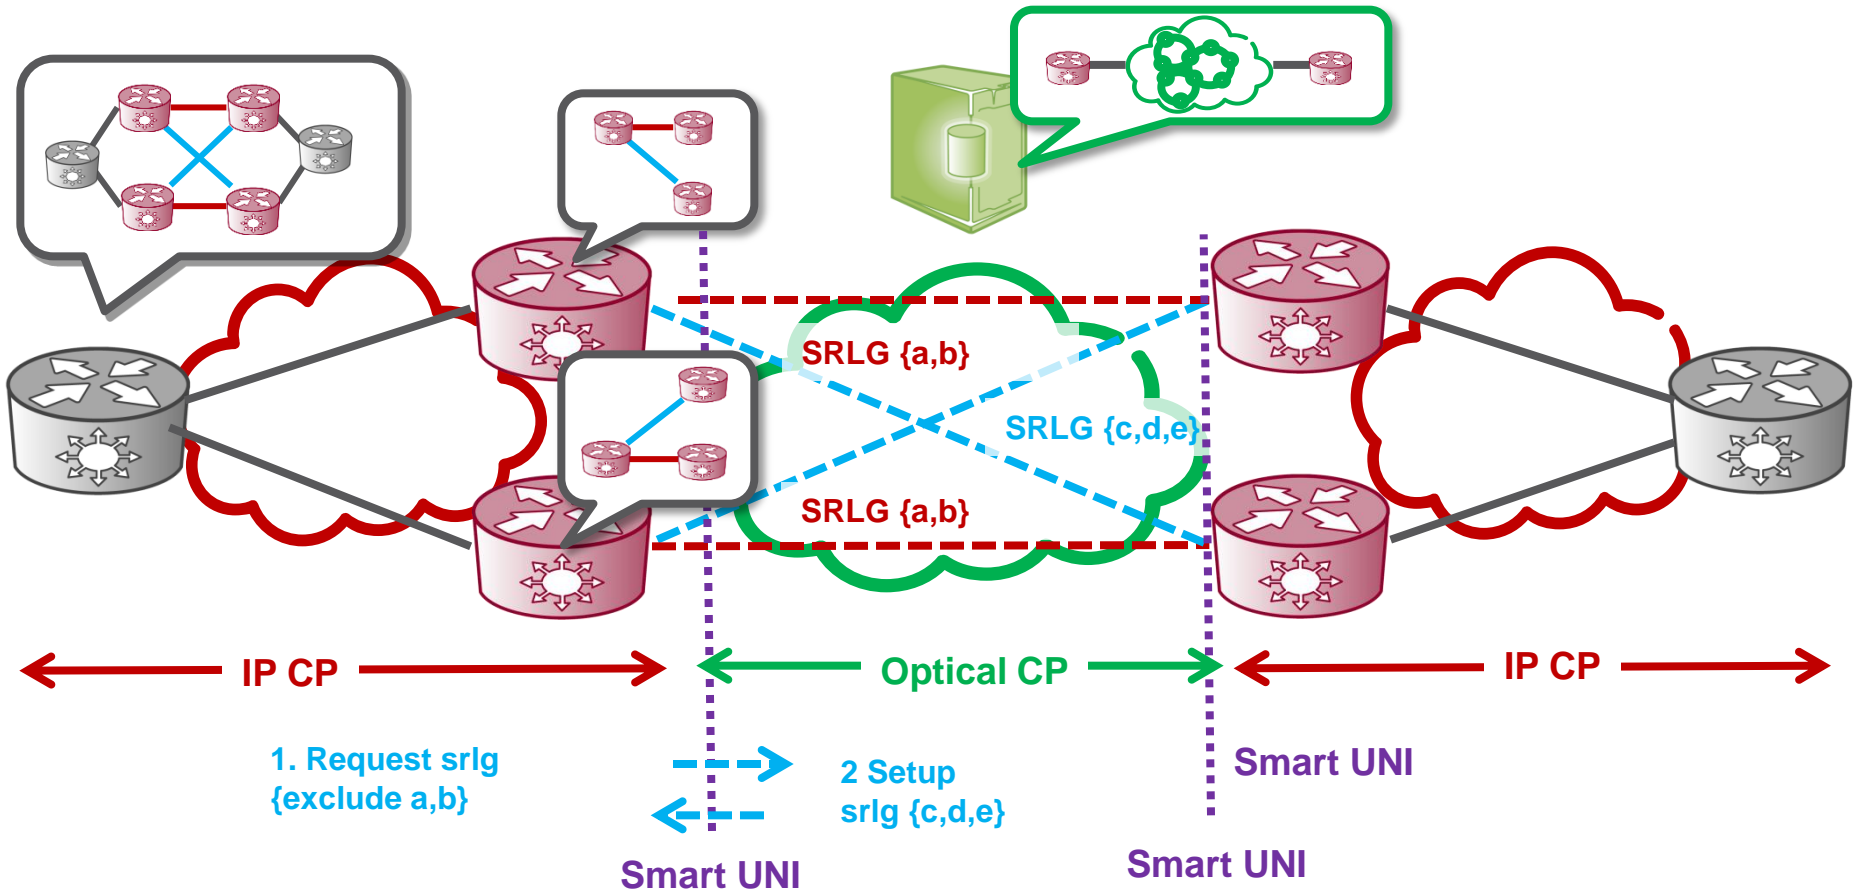 SRLG {a,b}
SRLG {c,d,e}
SRLG {a,b}
IP CP
Optical CP
IP CP
1. Request srlg
{exclude a,b}
2 Setup
srlg {c,d,e}
Smart UNI
Smart UNI
Smart UNI